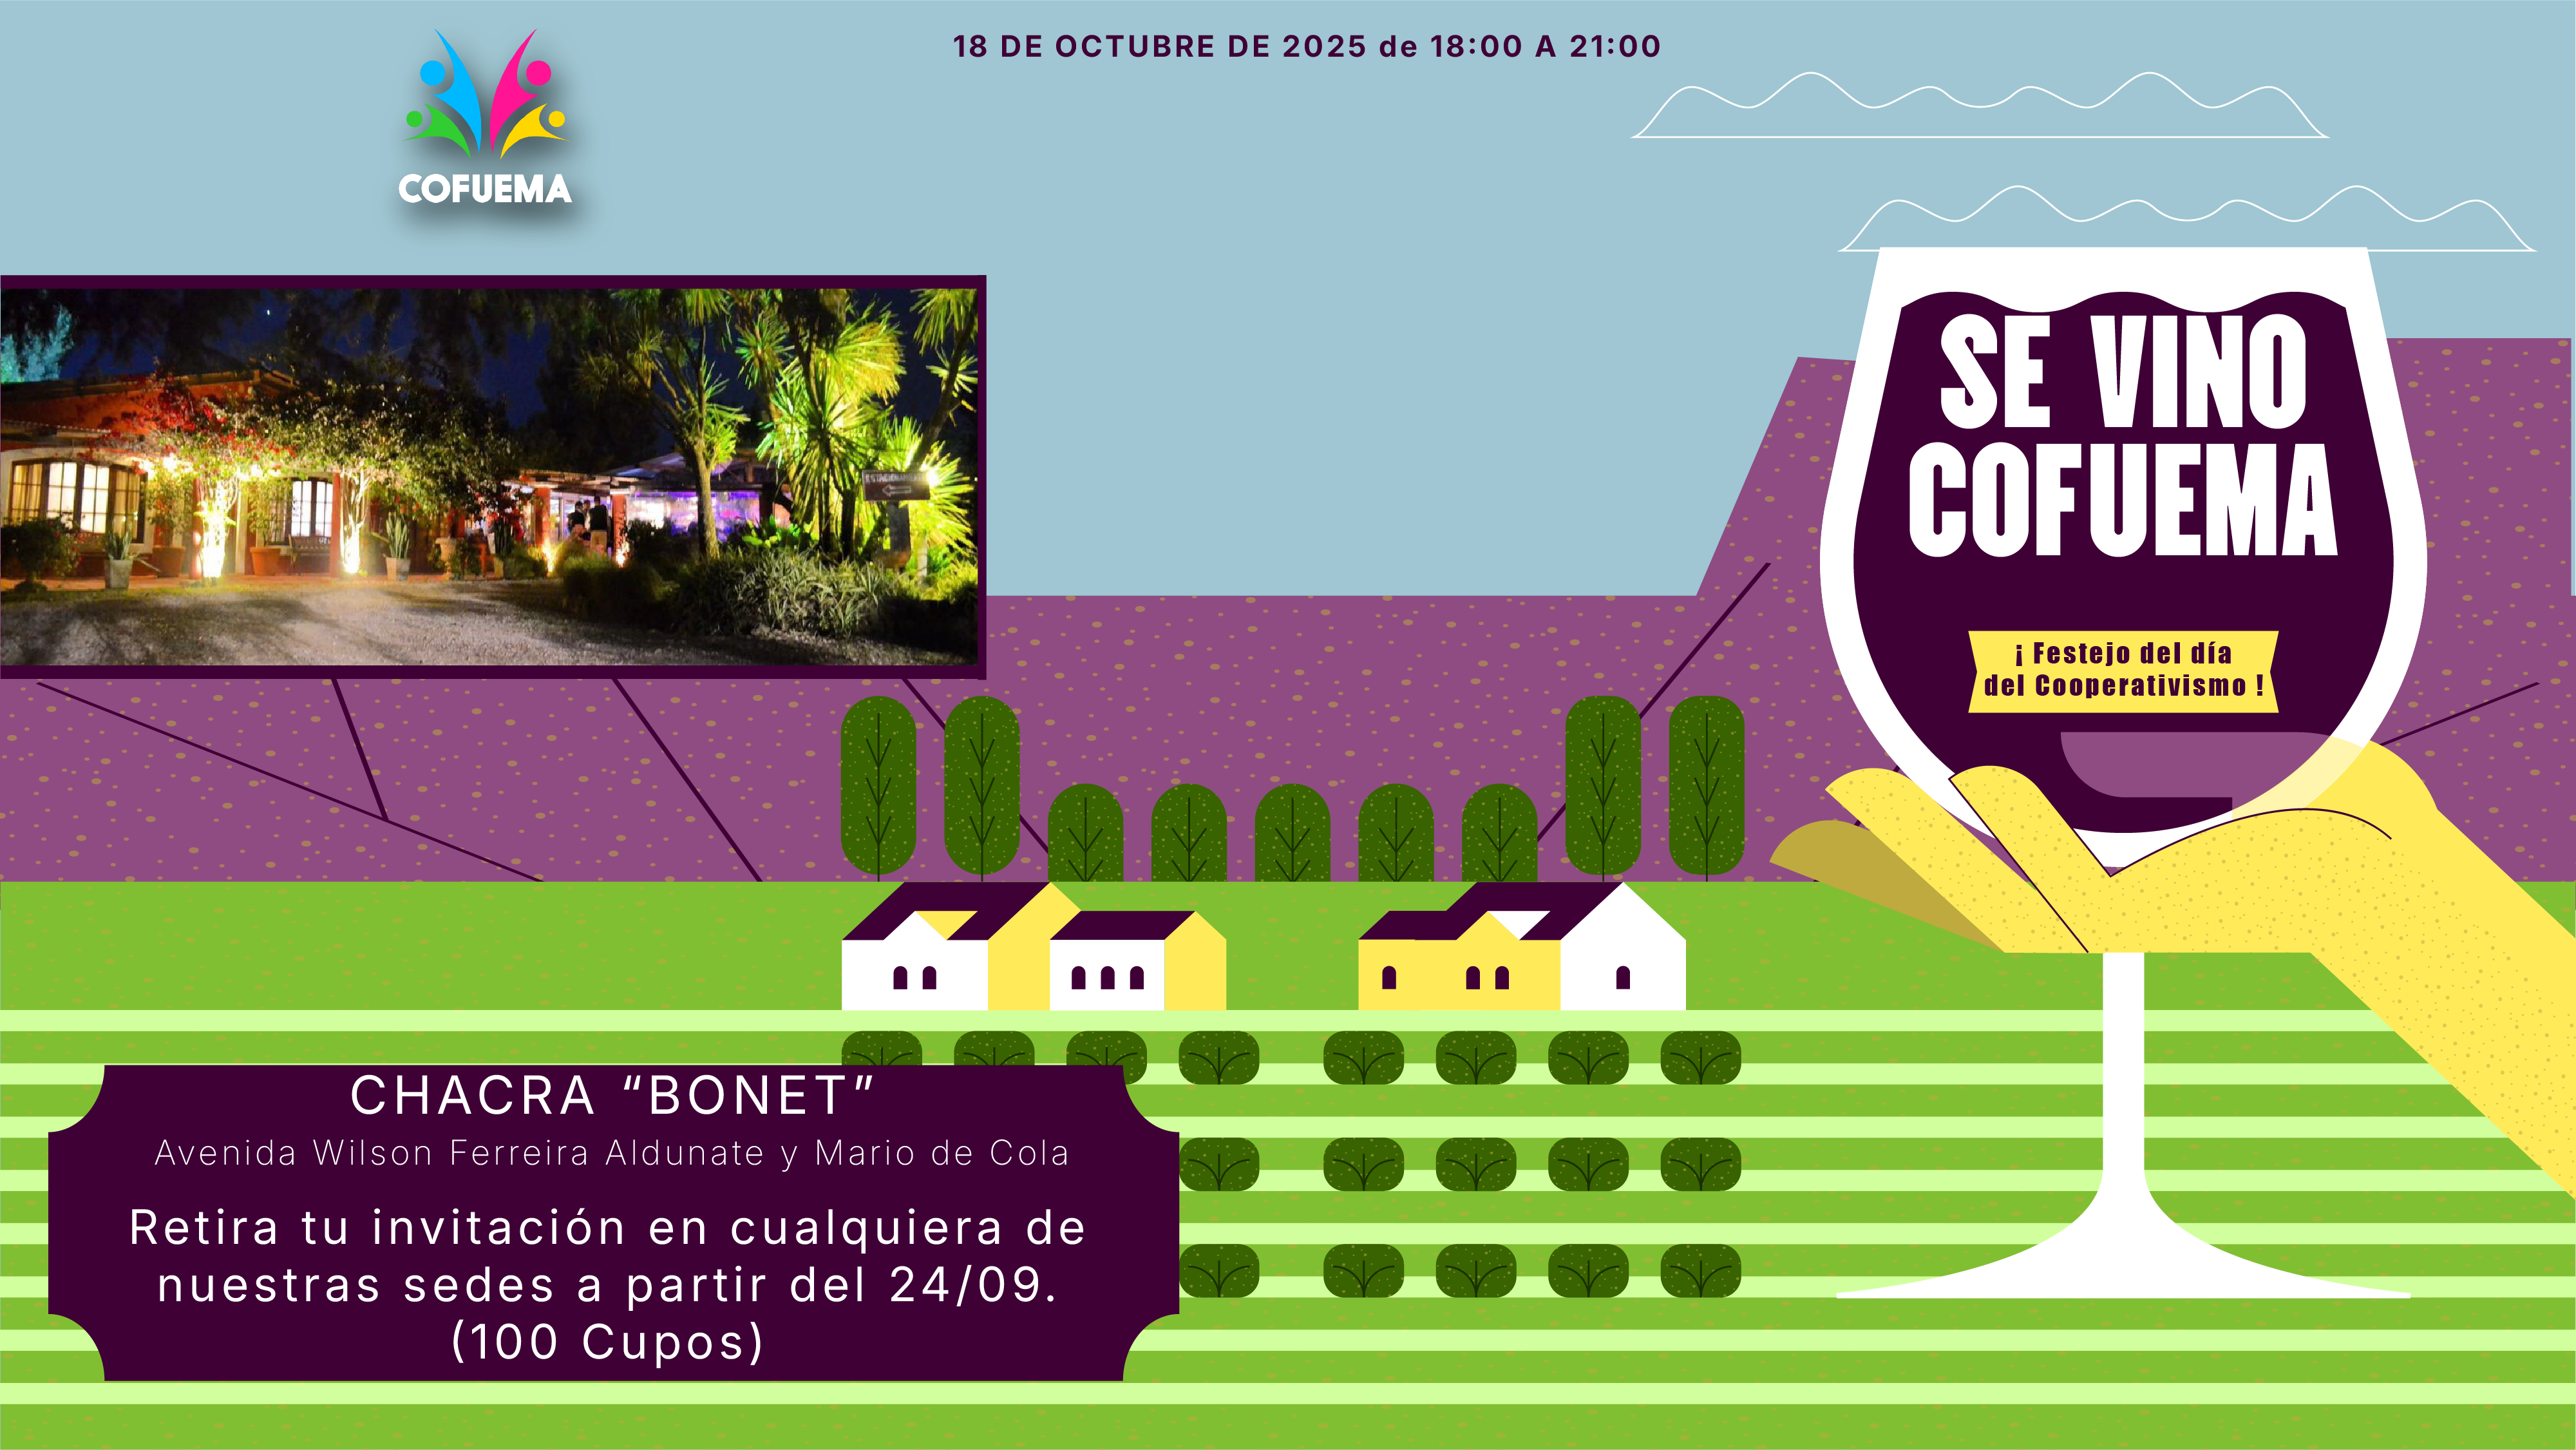 18 DE OCTUBRE DE 2025 de 18:00 A 21:00
COFUEMA
SE VINO
COFUEMA
ESTACIONAMIENTO
¡ Festejo del día
del Cooperativismo !
CHACRA “BONET”
Avenida Wilson Ferreira Aldunate y Mario de Cola
Retira tu invitación en cualquiera de
nuestras sedes a partir del 24/09.
(100 Cupos)